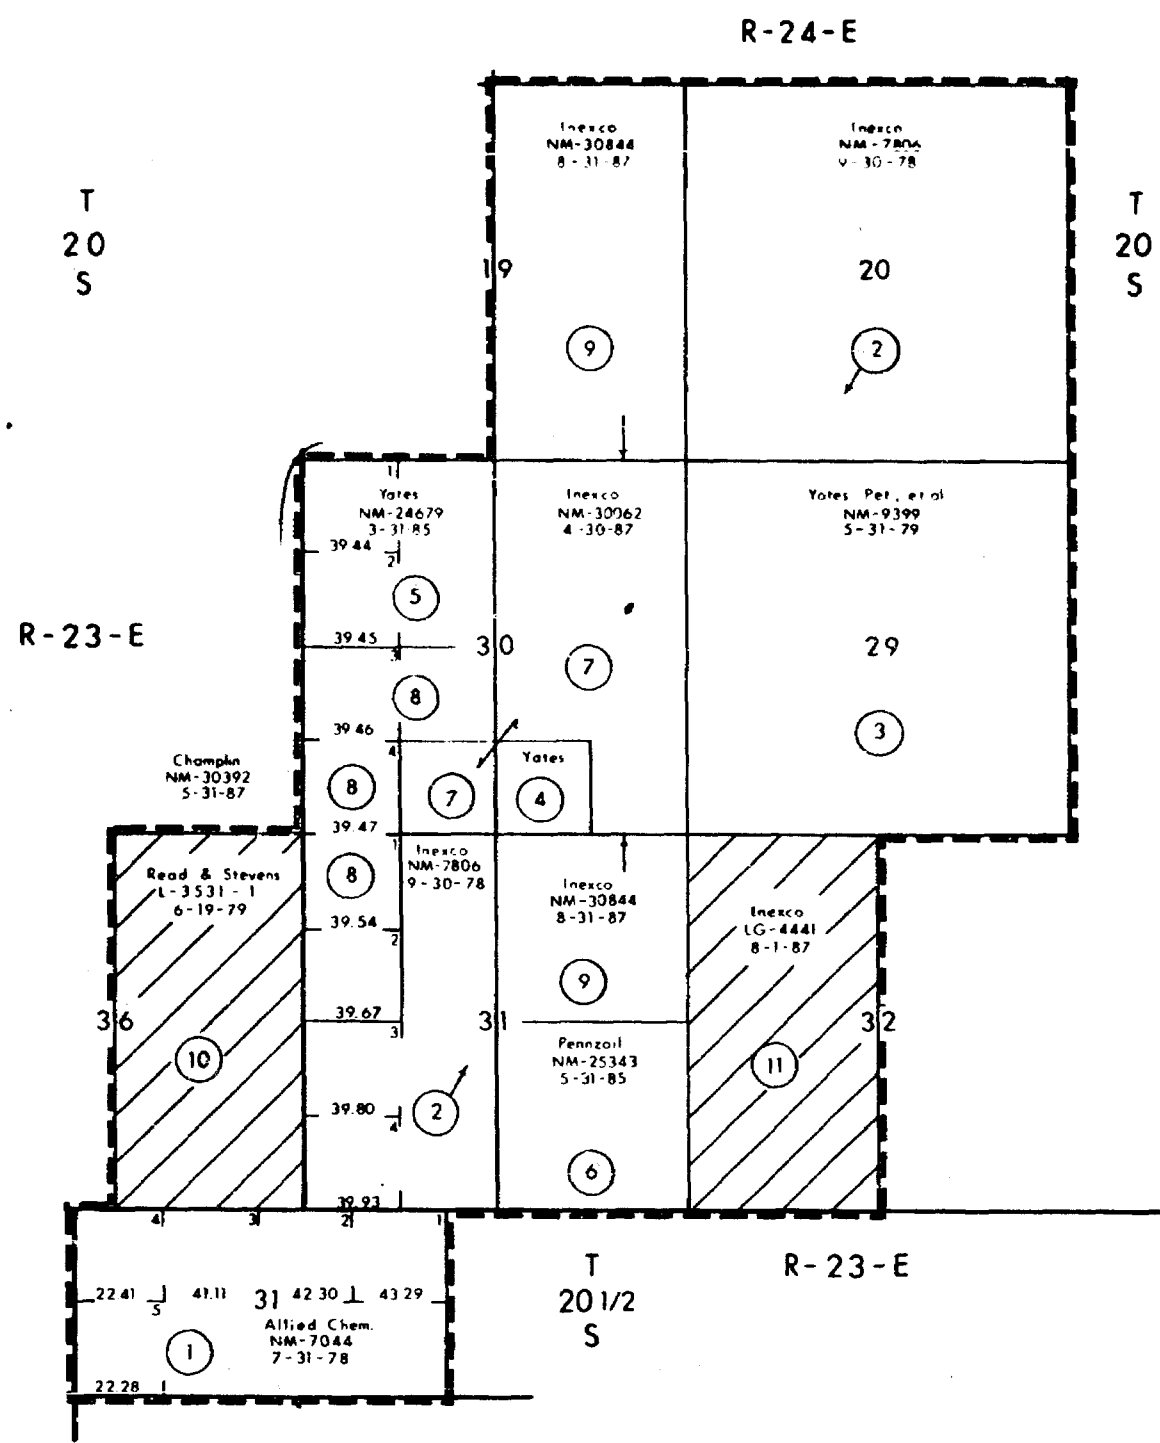 R-24-E
Inexco
NM-30844
8-31-87
Inexco
NM-7806
9-30-78
T
20
S
T
20
S
19
20
9
2
1
Yates
NM-24679
3-31-85
Inexco
NM-30062
4-30-87
Yates Pet., et al
NM-9399
5-31-79
39.44
2
5
R-23-E
39.45
3
30
29
7
8
3
39.46
4
Champlin
NM-30392
5-31-87
Yates
8
7
4
39.47
1
Read & Stevens
L-3531-1
6-19-79
8
Inexco
NM-7806
9-30-78
Inexco
NM-30844
8-31-87
Inexco
LG-4441
8-1-87
39.54
2
9
36
39.67
3
31
32
Pennzoil
NM-25343
5-31-85
10
11
39.80
4
2
6
39.93
4
3
2
1
T
20 1/2
S
R-23-E
22.41
5
41.11
31
42.30
43.29
Allied Chem.
NM-7044
7-31-78
1
22.28